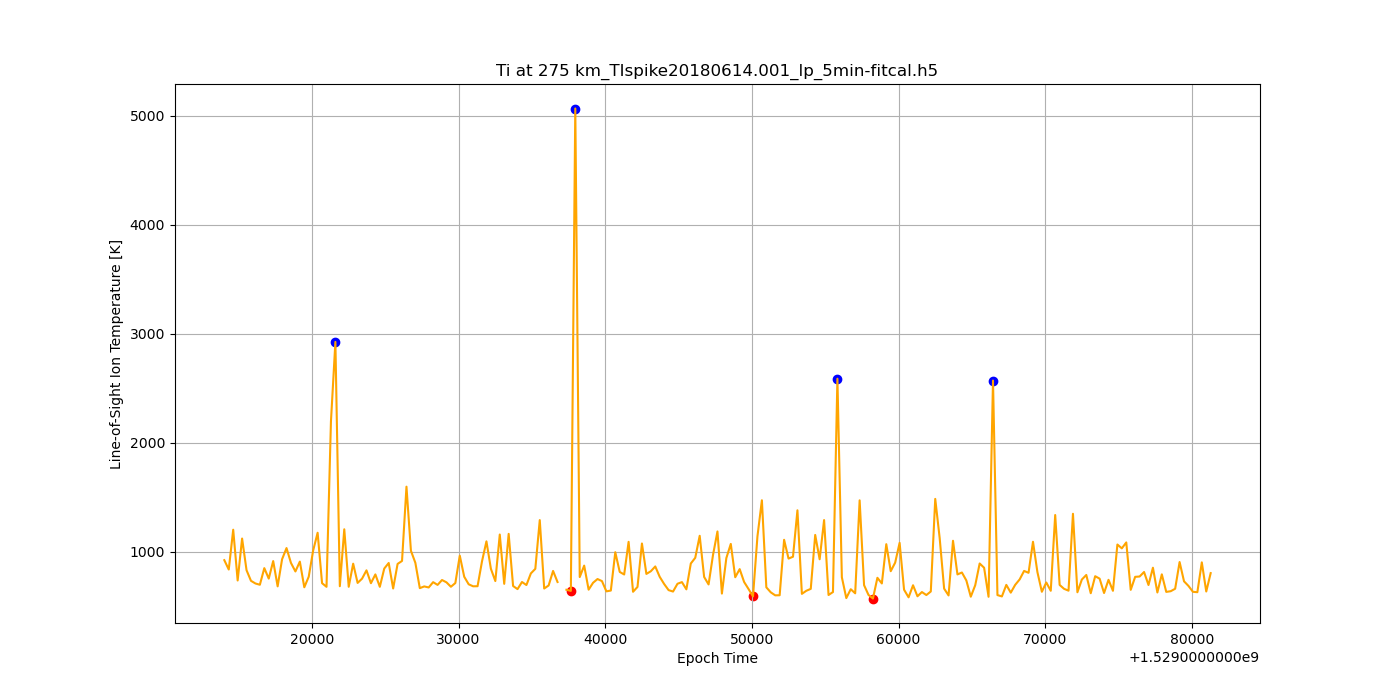 Ti at 275 km_TIspike20180614.001_lp_5min-fitcal.h5
Line-of-Sight Ion Temperature [K]
5000
4000
3000
2000
1000
20000 30000 40000 50000 60000 70000 80000
Epoch Time
+1.5290000000e9